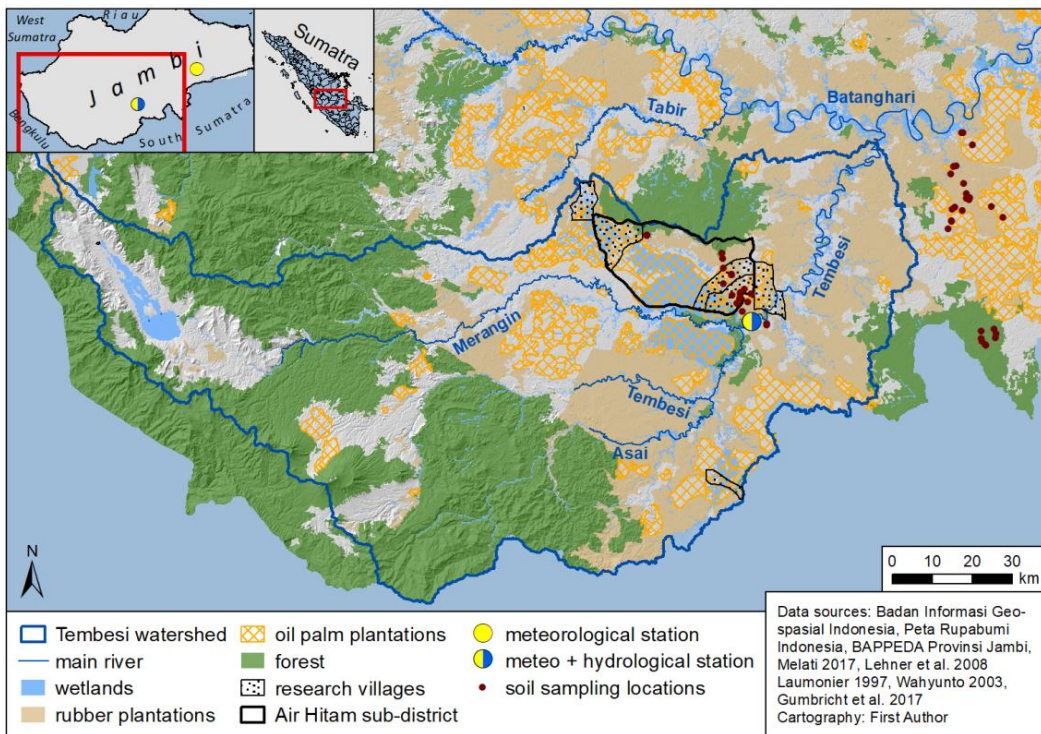 Riau
West
Sumatra
Jambi
Bengkulu
South Sumatra
Sumatra
Tabir
Batanghari
Tembesi
Merangin
Tembesi
Asai
N
0 10 20 30
km
Tembesi watershed
main river
wetlands
rubber plantations
oil palm plantations
forest
research villages
Air Hitam sub-district
meteorological station
meteo + hydrological station
soil sampling locations
Data sources: Badan Informasi Geo-
spasial Indonesia, Peta Rupabumi
Indonesia, BAPPEDA Provinsi Jambi,
Melati 2017, Lehner et al. 2008
Laumonier 1997, Wahyunto 2003,
Gumbricht et al. 2017
Cartography: First Author